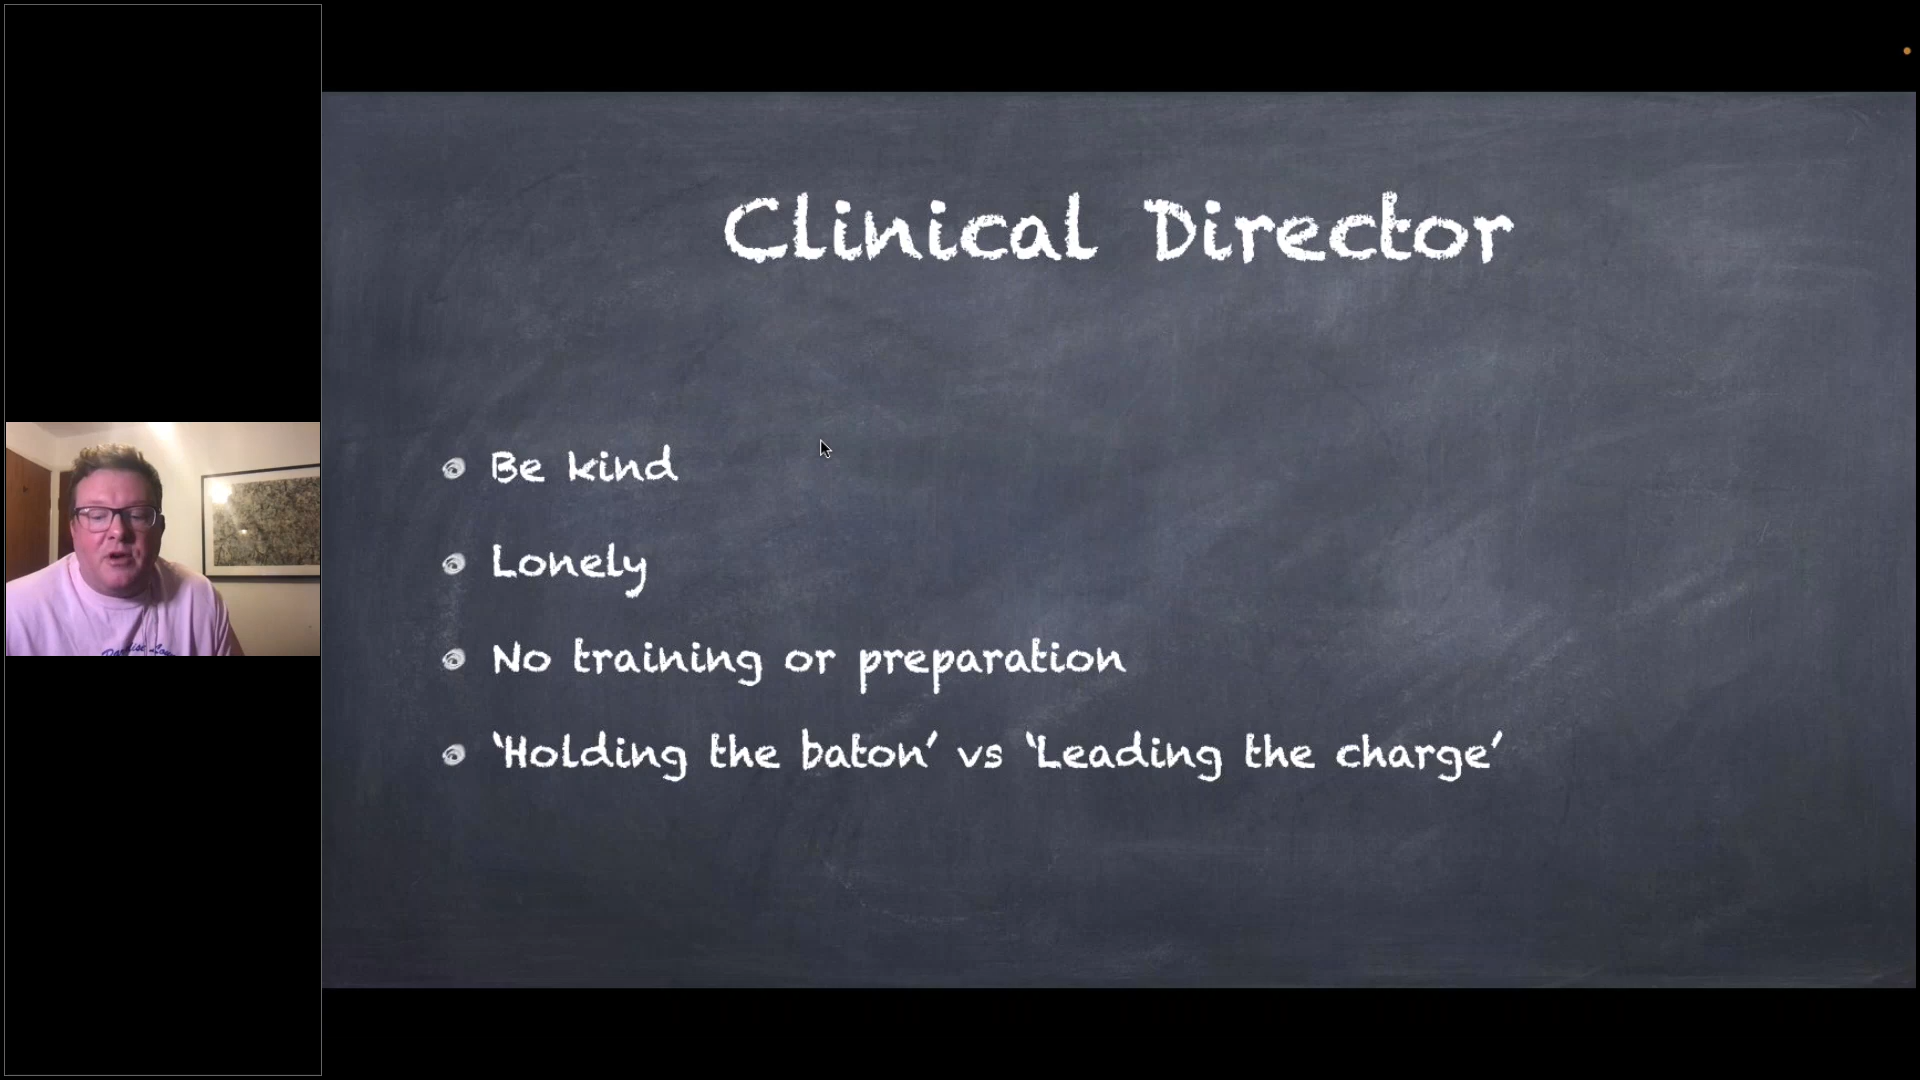 Clinical Director
Be kind
Lonely
No training or preparation
‘Holding the baton’ vs ‘Leading the charge’